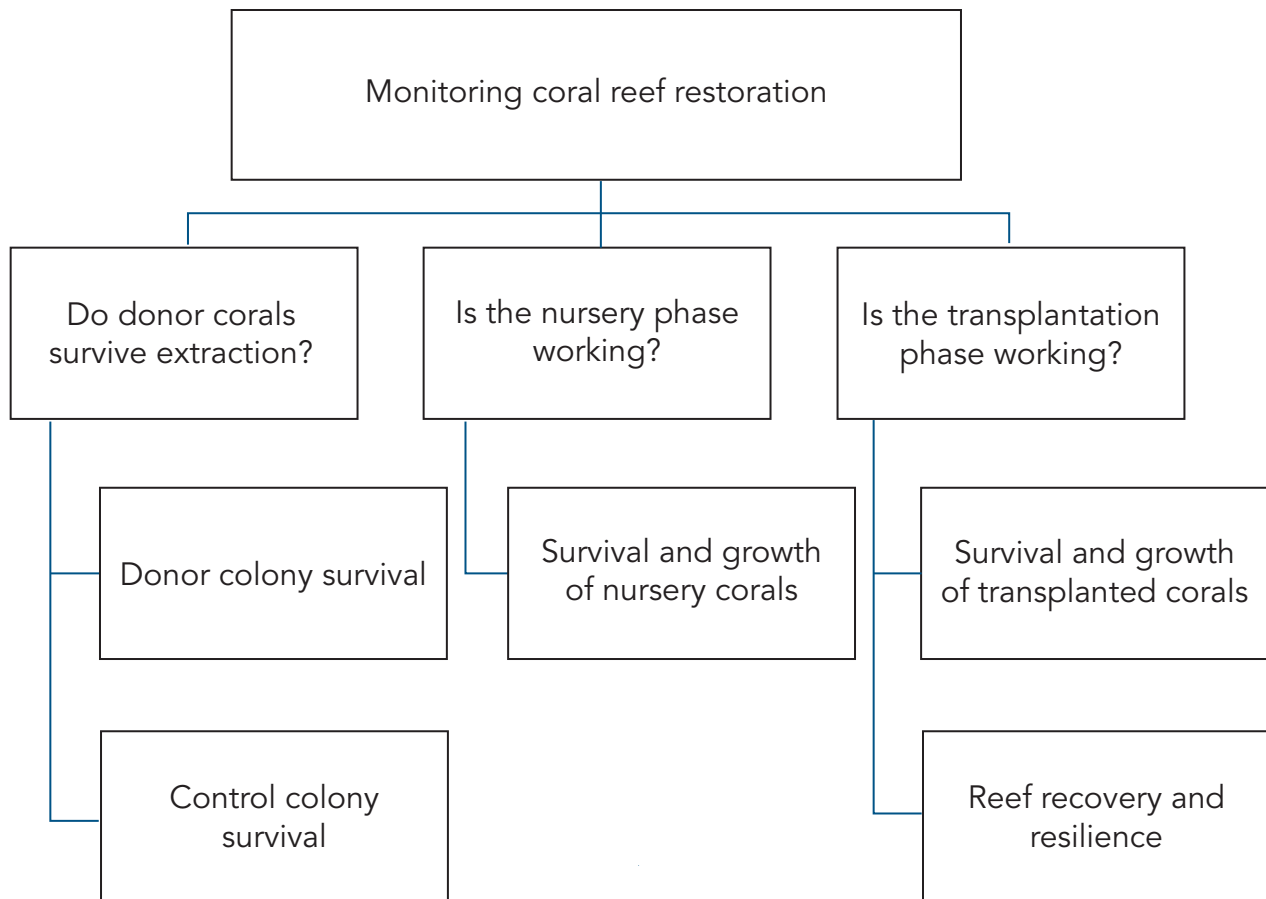 Monitoring coral reef restoration
Do donor corals
survive extraction?
Is the nursery phase
working?
Is the transplantation
phase working?
Donor colony survival
Survival and growth
of nursery corals
Survival and growth
of transplanted corals
Control colony
survival
Reef recovery and
resilience